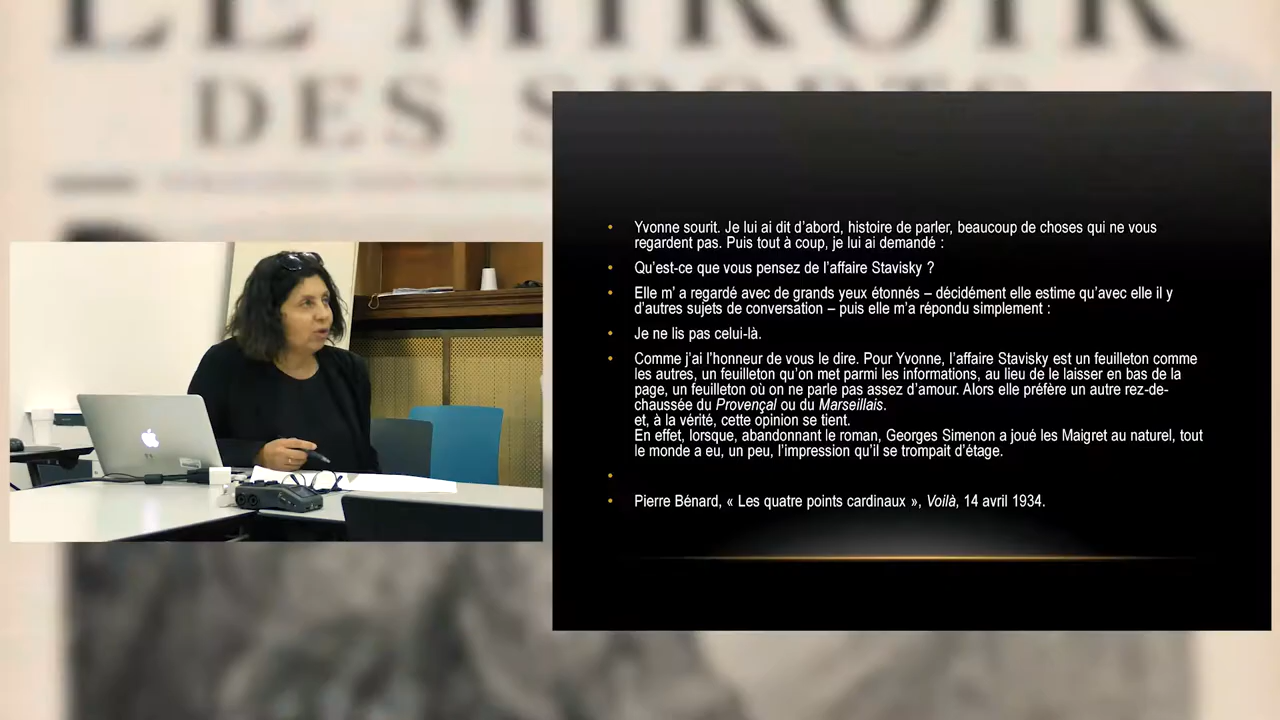 LE MIROIR
DES SPORTS
Yvonne sourit. Je lui ai dit d'abord, histoire de parler, beaucoup de choses qui ne vous
regardent pas. Puis tout à coup, je lui ai demandé :
Qu'est-ce que vous pensez de l'affaire Stavisky ?
Elle m' a regardé avec de grands yeux étonnés – décidément elle estime qu'avec elle il y
d'autres sujets de conversation – puis elle m'a répondu simplement :
Je ne lis pas celui-là.
Comme j'ai l'honneur de vous le dire. Pour Yvonne, l'affaire Stavisky est un feuilleton comme
les autres, un feuilleton qu'on met parmi les informations, au lieu de le laisser en bas de la
page, un feuilleton où on ne parle pas assez d'amour. Alors elle préfère un autre rez-de-
chaussée du Provençal ou du Marseillais.
et, à la vérité, cette opinion se tient.
En effet, lorsque, abandonnant le roman, Georges Simenon a joué les Maigret au naturel, tout
le monde a eu, un peu, l'impression qu'il se trompait d'étage.
Pierre Bénard, « Les quatre points cardinaux », Voilà, 14 avril 1934.